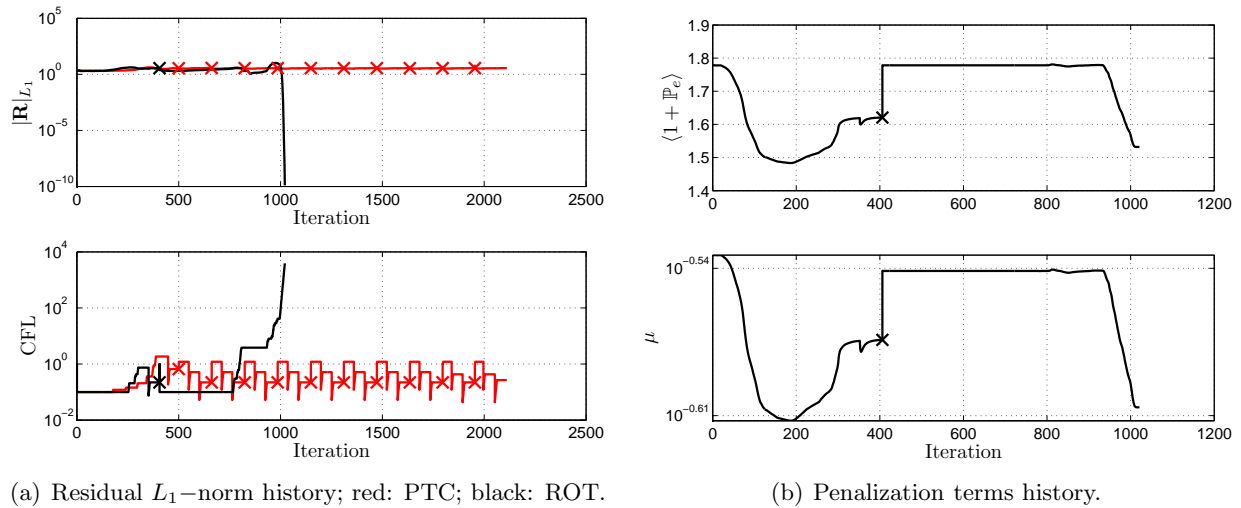 10^5
10^0
10^{-5}
10^{-10}
|R|_{L_1}
0 500 1000 1500 2000 2500
Iteration
10^4
10^2
10^0
10^{-2}
CFL
0 500 1000 1500 2000 2500
Iteration
(a) Residual L_1−norm history; red: PTC; black: ROT.
1.9
1.8
1.7
1.6
1.5
1.4
⟨1 + ℙ_e⟩
0 200 400 600 800 1000 1200
10^{-0.54}
10^{-0.61}
μ
0 200 400 600 800 1000 1200
Iteration
(b) Penalization terms history.